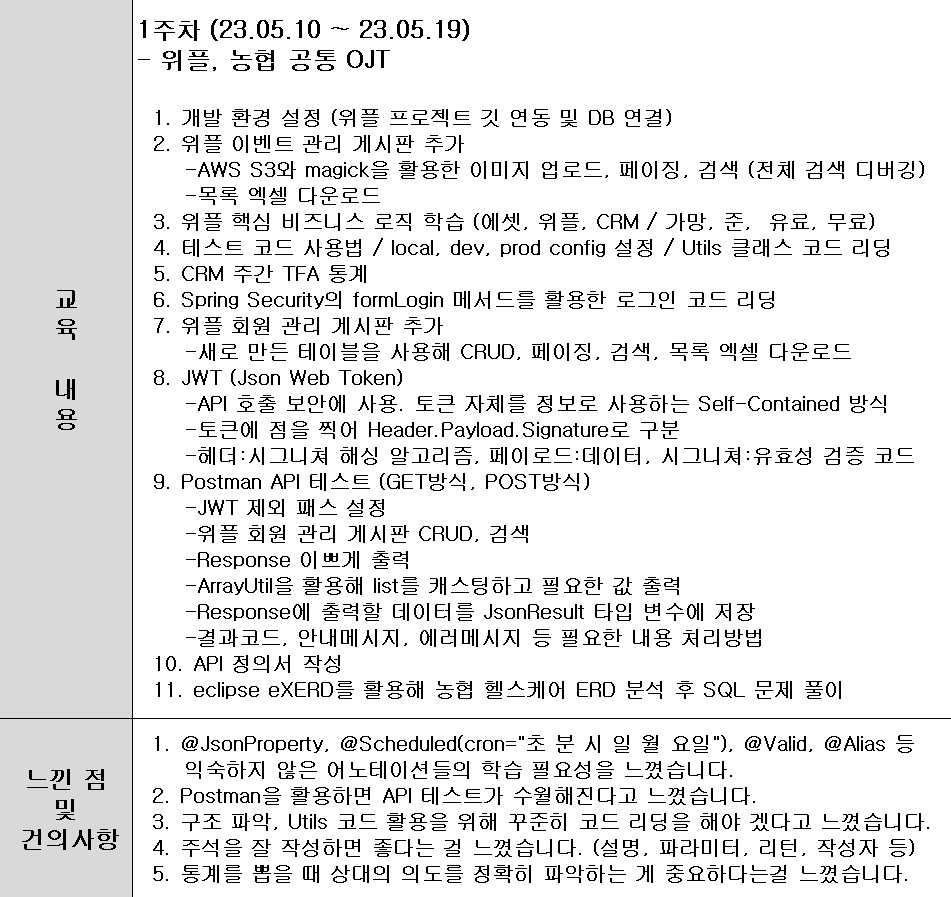 1주차 (23.05.10 ~ 23.05.19)
- 위플, 농협 공통 OJT
1. 개발 환경 설정 (위플 프로젝트 깃 연동 및 DB 연결)
2. 위플 이벤트 관리 게시판 추가
-AWS S3와 magick을 활용한 이미지 업로드, 페이징, 검색 (전체 검색 디버깅)
-목록 엑셀 다운로드
3. 위플 핵심 비즈니스 로직 학습 (에셋, 위플, CRM / 가망, 준, 유료, 무료)
4. 테스트 코드 사용법 / local, dev, prod config 설정 / Utils 클래스 코드 리딩
5. CRM 주간 TFA 통계
6. Spring Security의 formLogin 메서드를 활용한 로그인 코드 리딩
7. 위플 회원 관리 게시판 추가
-새로 만든 테이블을 사용해 CRUD, 페이징, 검색, 목록 엑셀 다운로드
8. JWT (Json Web Token)
-API 호출 보안에 사용. 토큰 자체를 정보로 사용하는 Self-Contained 방식
-토큰에 점을 찍어 Header.Payload.Signature로 구분
-헤더:시그니쳐 해싱 알고리즘, 페이로드:데이터, 시그니쳐:유효성 검증 코드
9. Postman API 테스트 (GET방식, POST방식)
-JWT 제외 패스 설정
-위플 회원 관리 게시판 CRUD, 검색
-Response 이쁘게 출력
-ArrayUtil을 활용해 list를 캐스팅하고 필요한 값 출력
-Response에 출력할 데이터를 JsonResult 타입 변수에 저장
-결과코드, 안내메시지, 에러메시지 등 필요한 내용 처리방법
10. API 정의서 작성
11. eclipse eXERD를 활용해 농협 헬스케어 ERD 분석 후 SQL 문제 풀이
교
육
내
용
1. @JsonProperty, @Scheduled(cron="초 분 시 일 월 요일"), @Valid, @Alias 등
익숙하지 않은 어노테이션들의 학습 필요성을 느꼈습니다.
2. Postman을 활용하면 API 테스트가 수월해진다고 느꼈습니다.
3. 구조 파악, Utils 코드 활용을 위해 꾸준히 코드 리딩을 해야 겠다고 느꼈습니다.
4. 주석을 잘 작성하면 좋다는 걸 느꼈습니다. (설명, 파라미터, 리턴, 작성자 등)
5. 통계를 뽑을 때 상대의 의도를 정확히 파악하는 게 중요하다는걸 느꼈습니다.
느낀 점
및
건의사항